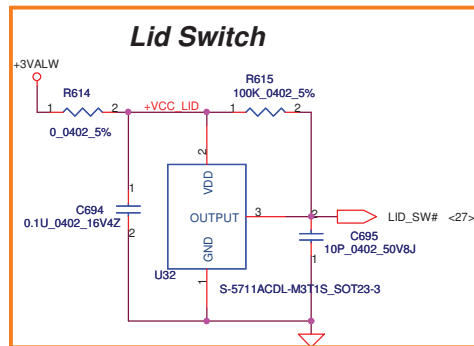 Lid Switch
+3VALW
R614
1
2
0_0402_5%
+VCC_LID
R615
100K_0402_5%
1
2
C694
0.1U_0402_16V4Z
1
2
2
VDD
OUTPUT
3
GND
1
U32
S-5711ACDL-M3T1S_SOT23-3
2
C695
10P_0402_50V8J
1
LID_SW# <27>